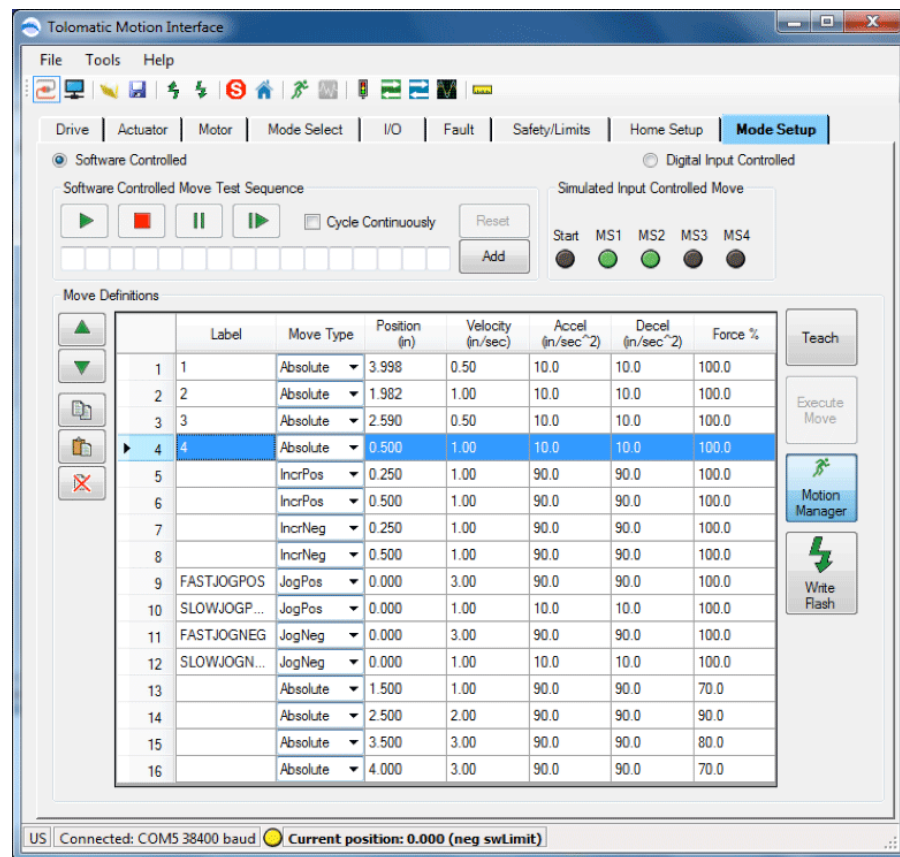 Tolomatic Motion Interface
File Tools Help
Drive Actuator Motor Mode Select I/O Fault Safety/Limits Home Setup Mode Setup
Software Controlled Digital Input Controlled
Software Controlled Move Test Sequence Simulated Input Controlled Move
Cycle Continuously Reset
Start MS1 MS2 MS3 MS4
Add
Move Definitions
Label Move Type Position (in) Velocity (in/sec) Accel (in/sec^2) Decel (in/sec^2) Force % Teach
1 1 Absolute 3.998 0.50 10.0 10.0 100.0
2 2 Absolute 1.982 1.00 10.0 10.0 100.0
Execute Move
3 3 Absolute 2.590 0.50 10.0 10.0 100.0
4 4 Absolute 0.500 1.00 10.0 10.0 100.0
5 IncrPos 0.250 1.00 90.0 90.0 100.0
6 IncrPos 0.500 1.00 90.0 90.0 100.0
Motion Manager
7 IncrNeg 0.250 1.00 90.0 90.0 100.0
8 IncrNeg 0.500 1.00 90.0 90.0 100.0
9 FASTJOGPOS JogPos 0.000 3.00 90.0 90.0 100.0
Write Flash
10 SLOWJOGP... JogPos 0.000 1.00 10.0 10.0 100.0
11 FASTJOGNEG JogNeg 0.000 3.00 90.0 90.0 100.0
12 SLOWJOGN... JogNeg 0.000 1.00 10.0 10.0 100.0
13 Absolute 1.500 1.00 90.0 90.0 70.0
14 Absolute 2.500 2.00 90.0 90.0 90.0
15 Absolute 3.500 3.00 90.0 90.0 80.0
16 Absolute 4.000 3.00 90.0 90.0 70.0
US Connected: COM5 38400 baud Current position: 0.000 (neg swLimit)